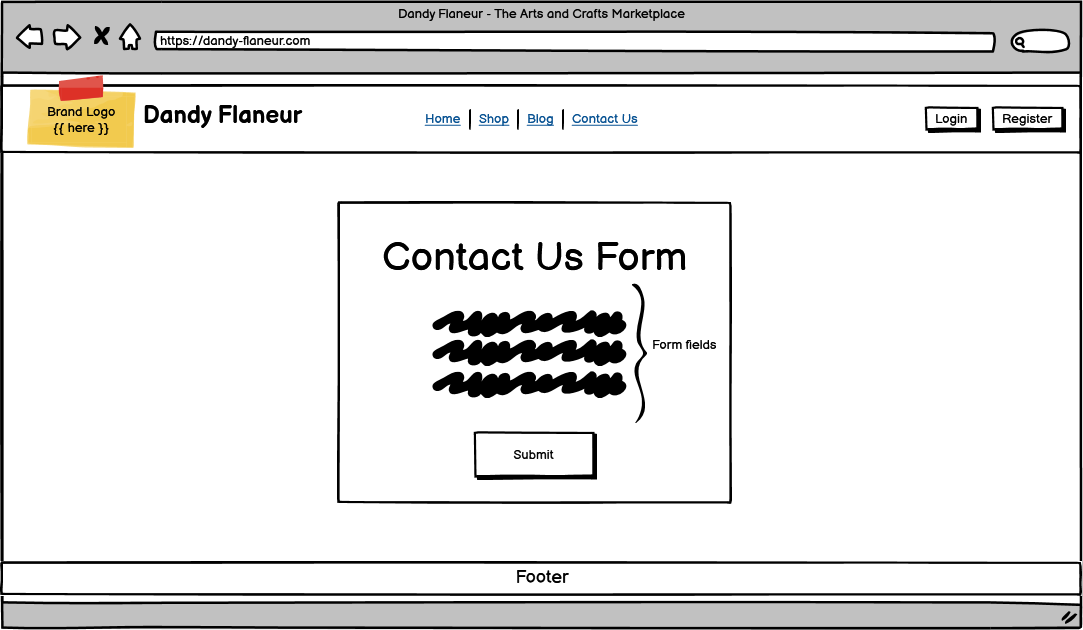 Dandy Flaneur - The Arts and Crafts Marketplace
https://dandy-flaneur.com
Brand Logo
{{ here }}
Dandy Flaneur
Home
Shop
Blog
Contact Us
Login
Register
Contact Us Form
Form fields
Submit
Footer